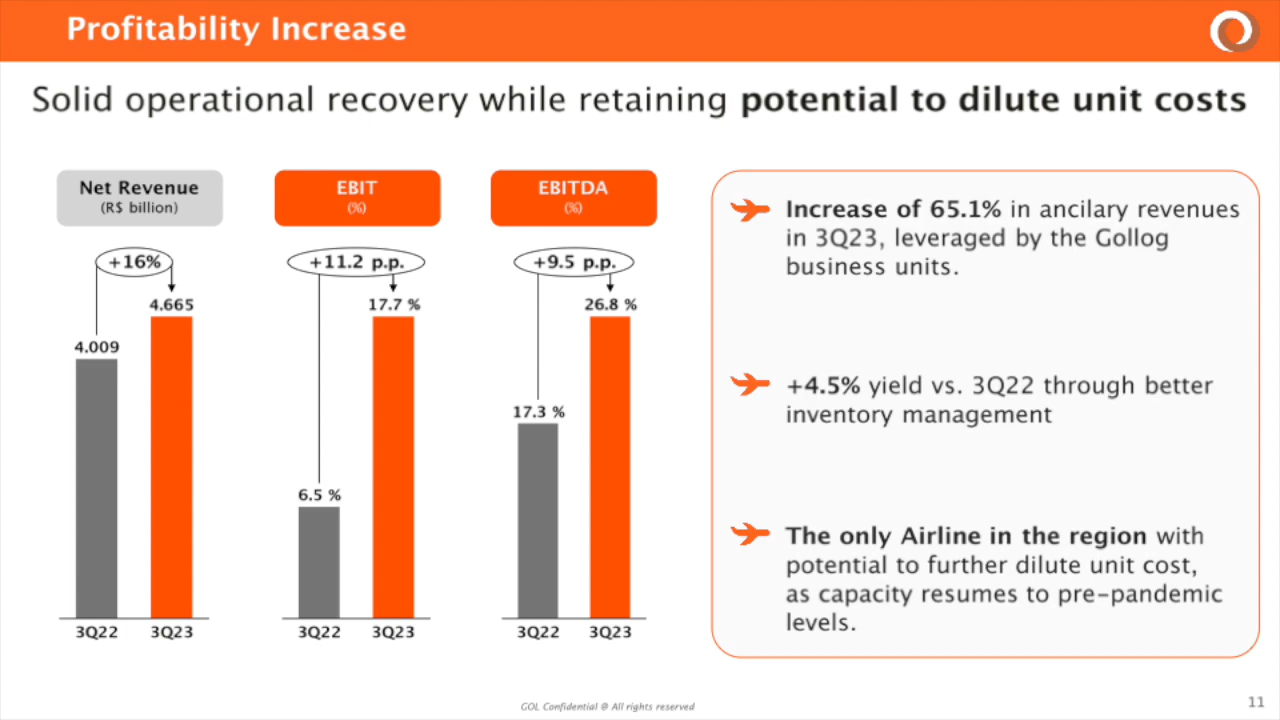 Profitability Increase
Solid operational recovery while retaining potential to dilute unit costs
Net Revenue
(R$ billion)
+16%
4.009
4.665
3Q22
3Q23
EBIT
(%)
+11.2 p.p.
6.5 %
17.7 %
3Q22
3Q23
EBITDA
(%)
+9.5 p.p.
17.3 %
26.8 %
3Q22
3Q23
Increase of 65.1% in ancilary revenues
in 3Q23, leveraged by the Gollog
business units.
+4.5% yield vs. 3Q22 through better
inventory management
The only Airline in the region with
potential to further dilute unit cost,
as capacity resumes to pre-pandemic
levels.
GOL Confidential @ All rights reserved
11